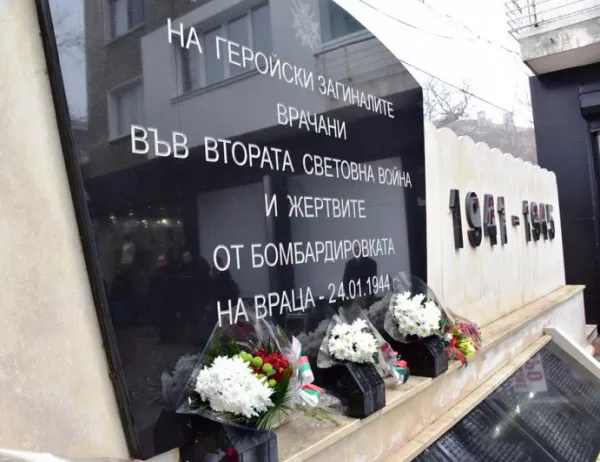 НА ГЕРОЙСКИ ЗАГИНАЛИТЕ
ВРАЧАНИ
ВЪВ ВТОРАТА СВЕТОВНА ВОЙНА
И ЖЕРТВИТЕ
ОТ БОМБАРДИРОВКАТА
НА ВРАЦА - 24.01.1944 г.
1941 - 1945